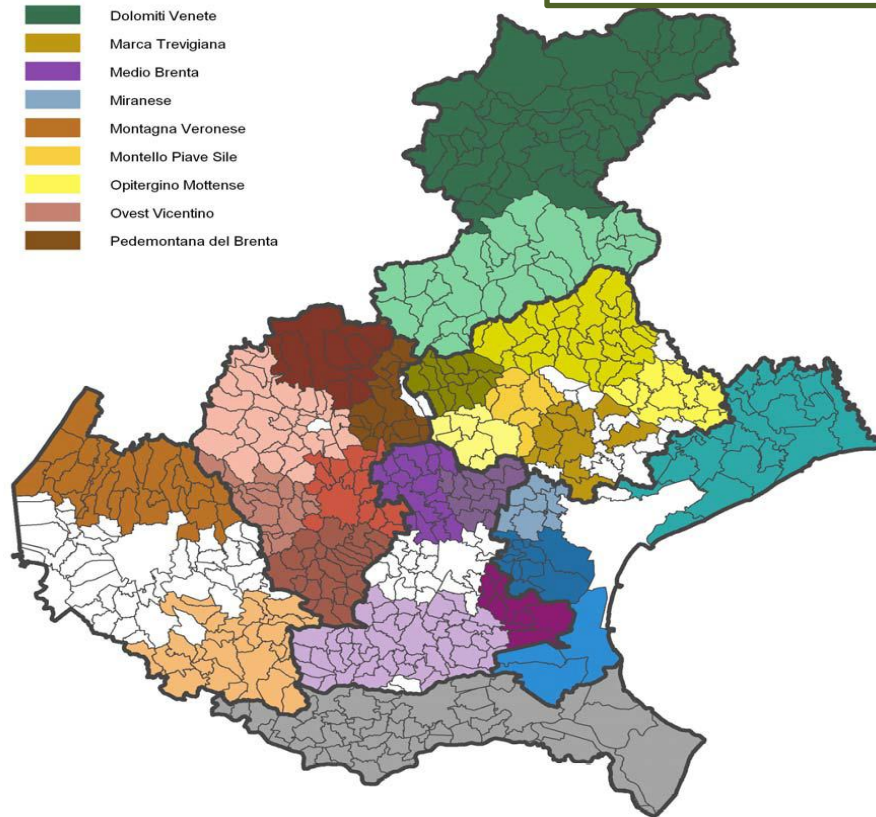 Dolomiti Venete
Marca Trevigiana
Medio Brenta
Miranese
Montagna Veronese
Montello Piave Sile
Opitergino Mottense
Ovest Vicentino
Pedemontana del Brenta